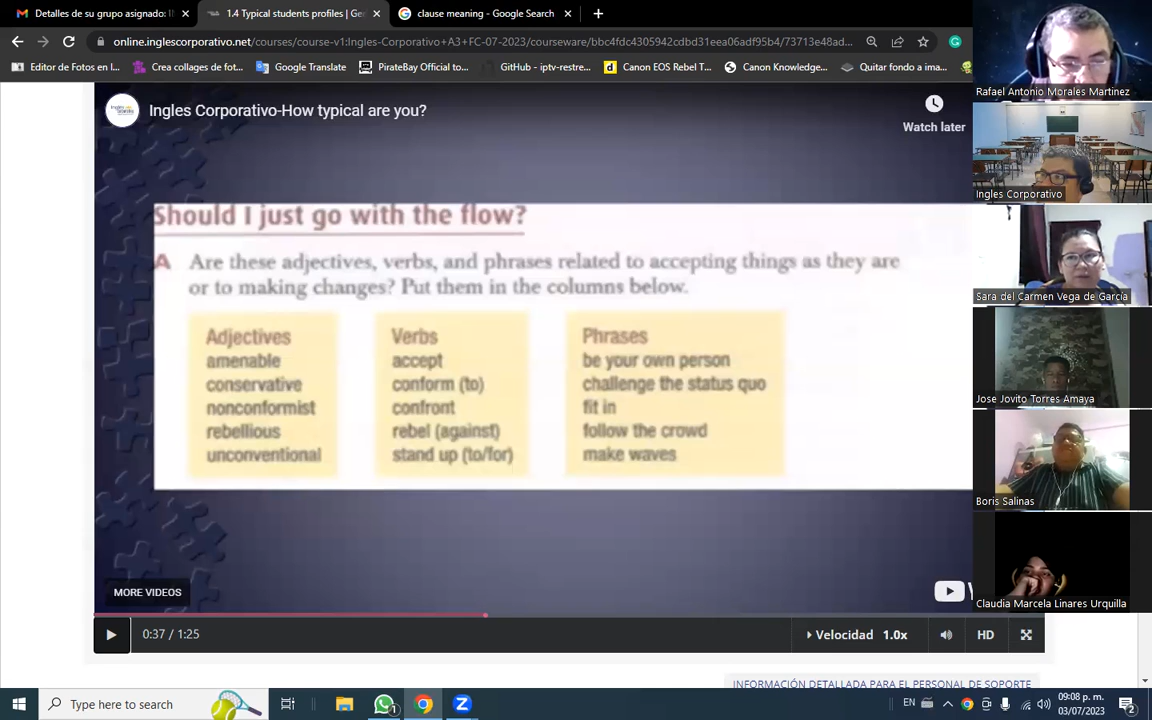 Detalles de su grupo asignado: II
1.4 Typical students profiles | Ge
clause meaning - Google Search
online.inglescorporativo.net/courses/course-v1:Ingles-Corporativo+A3+FC-07-2023/courseware/bbc4fdc4305942cdbd31eea06adf95b4/73713e48ad...
Editor de Fotos en l...
Crea collages de fot...
Google Translate
PirateBay Official to...
GitHub - iptv-restre...
Canon EOS Rebel T...
Canon Knowledge...
Quitar fondo a ima...
Ingles Corporativo-How typical are you?
Watch later
Should I just go with the flow?
A Are these adjectives, verbs, and phrases related to accepting things as they are
or to making changes? Put them in the columns below.
Adjectives
amenable
conservative
nonconformist
rebellious
unconventional
Verbs
accept
conform (to)
confront
rebel (against)
stand up (to/for)
Phrases
be your own person
challenge the status quo
fit in
follow the crowd
make waves
MORE VIDEOS
0:37 / 1:25
Velocidad 1.0x
HD
INFORMACIÓN DETALLADA PARA EL PERSONAL DE SOPORTE
Rafael Antonio Morales Martinez
Ingles Corporativo
Sara del Carmen Vega de García
Jose Jovito Torres Amaya
Boris Salinas
Claudia Marcela Linares Urquilla
Type here to search
1
EN
09:08 p. m.
03/07/2023
2